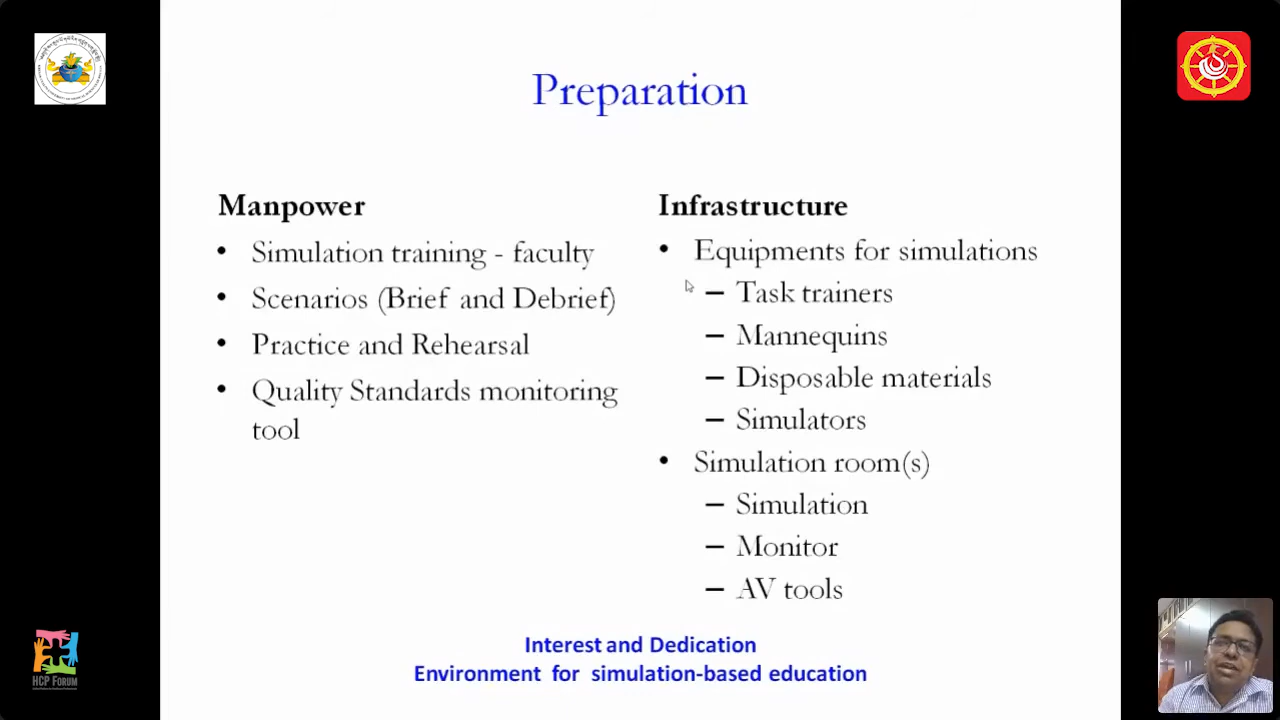 Preparation
Manpower
• Simulation training - faculty
• Scenarios (Brief and Debrief)
• Practice and Rehearsal
• Quality Standards monitoring
tool
Infrastructure
• Equipments for simulations
– Task trainers
– Mannequins
– Disposable materials
– Simulators
• Simulation room(s)
– Simulation
– Monitor
– AV tools
Interest and Dedication
Environment for simulation-based education
HCP FORUM